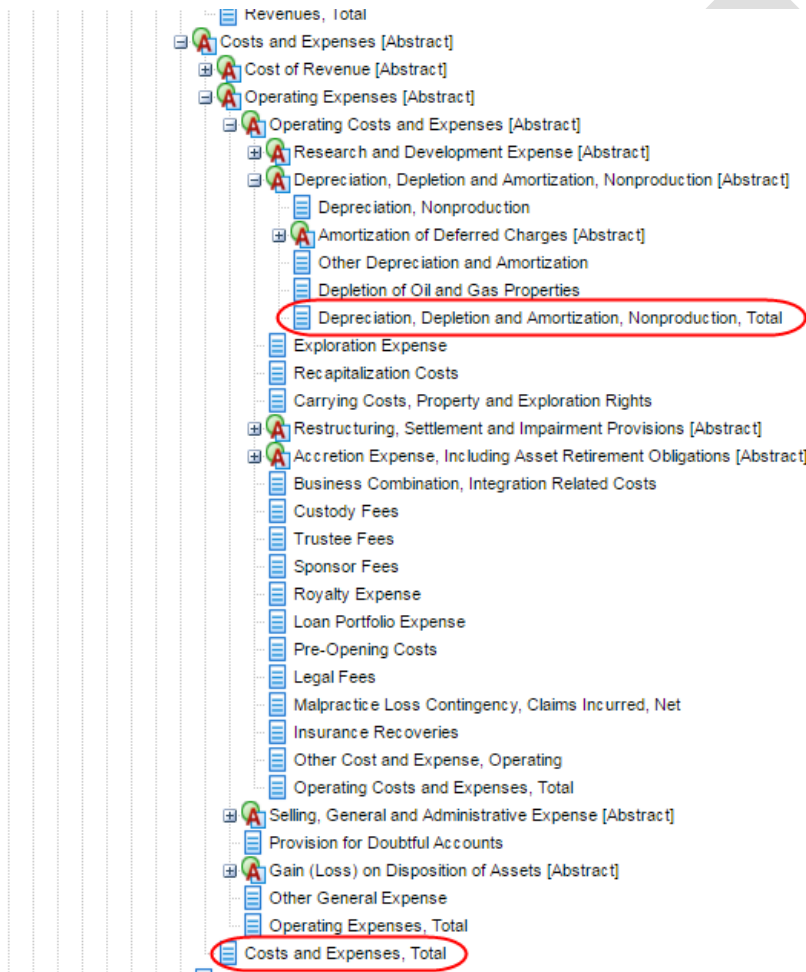 Revenues, Total
Costs and Expenses [Abstract]
Cost of Revenue [Abstract]
Operating Expenses [Abstract]
Operating Costs and Expenses [Abstract]
Research and Development Expense [Abstract]
Depreciation, Depletion and Amortization, Nonproduction [Abstract]
Depreciation, Nonproduction
Amortization of Deferred Charges [Abstract]
Other Depreciation and Amortization
Depletion of Oil and Gas Properties
Depreciation, Depletion and Amortization, Nonproduction, Total
Exploration Expense
Recapitalization Costs
Carrying Costs, Property and Exploration Rights
Restructuring, Settlement and Impairment Provisions [Abstract]
Accretion Expense, Including Asset Retirement Obligations [Abstract]
Business Combination, Integration Related Costs
Custody Fees
Trustee Fees
Sponsor Fees
Royalty Expense
Loan Portfolio Expense
Pre-Opening Costs
Legal Fees
Malpractice Loss Contingency, Claims Incurred, Net
Insurance Recoveries
Other Cost and Expense, Operating
Operating Costs and Expenses, Total
Selling, General and Administrative Expense [Abstract]
Provision for Doubtful Accounts
Gain (Loss) on Disposition of Assets [Abstract]
Other General Expense
Operating Expenses, Total
Costs and Expenses, Total